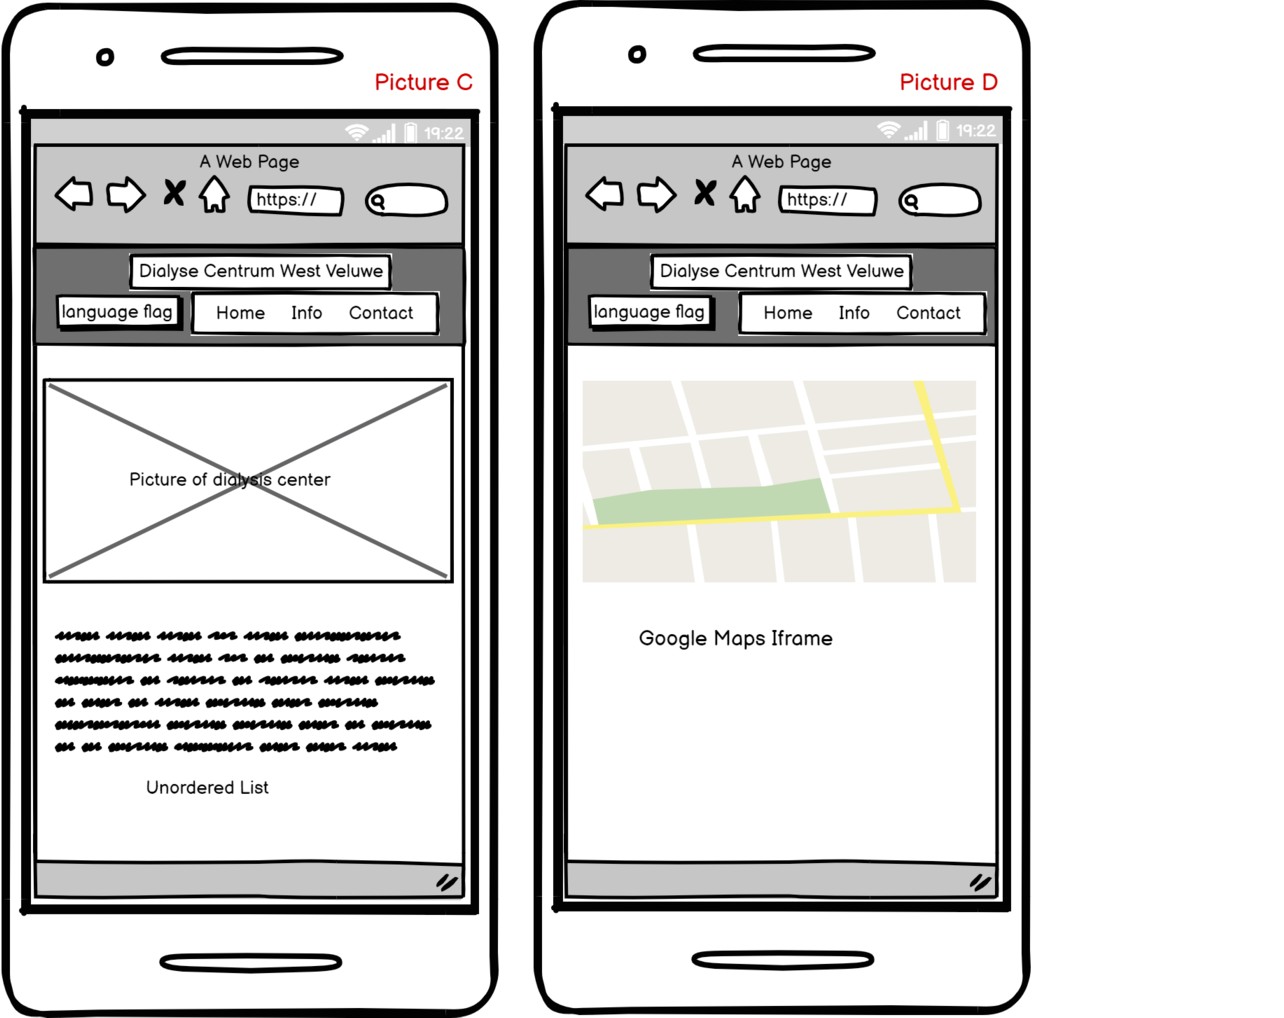 Picture C
19:22
A Web Page
https://
Dialyse Centrum West Veluwe
language flag
Home Info Contact
Picture of dialysis center
Unordered List
Picture D
19:22
A Web Page
https://
Dialyse Centrum West Veluwe
language flag
Home Info Contact
Google Maps Iframe